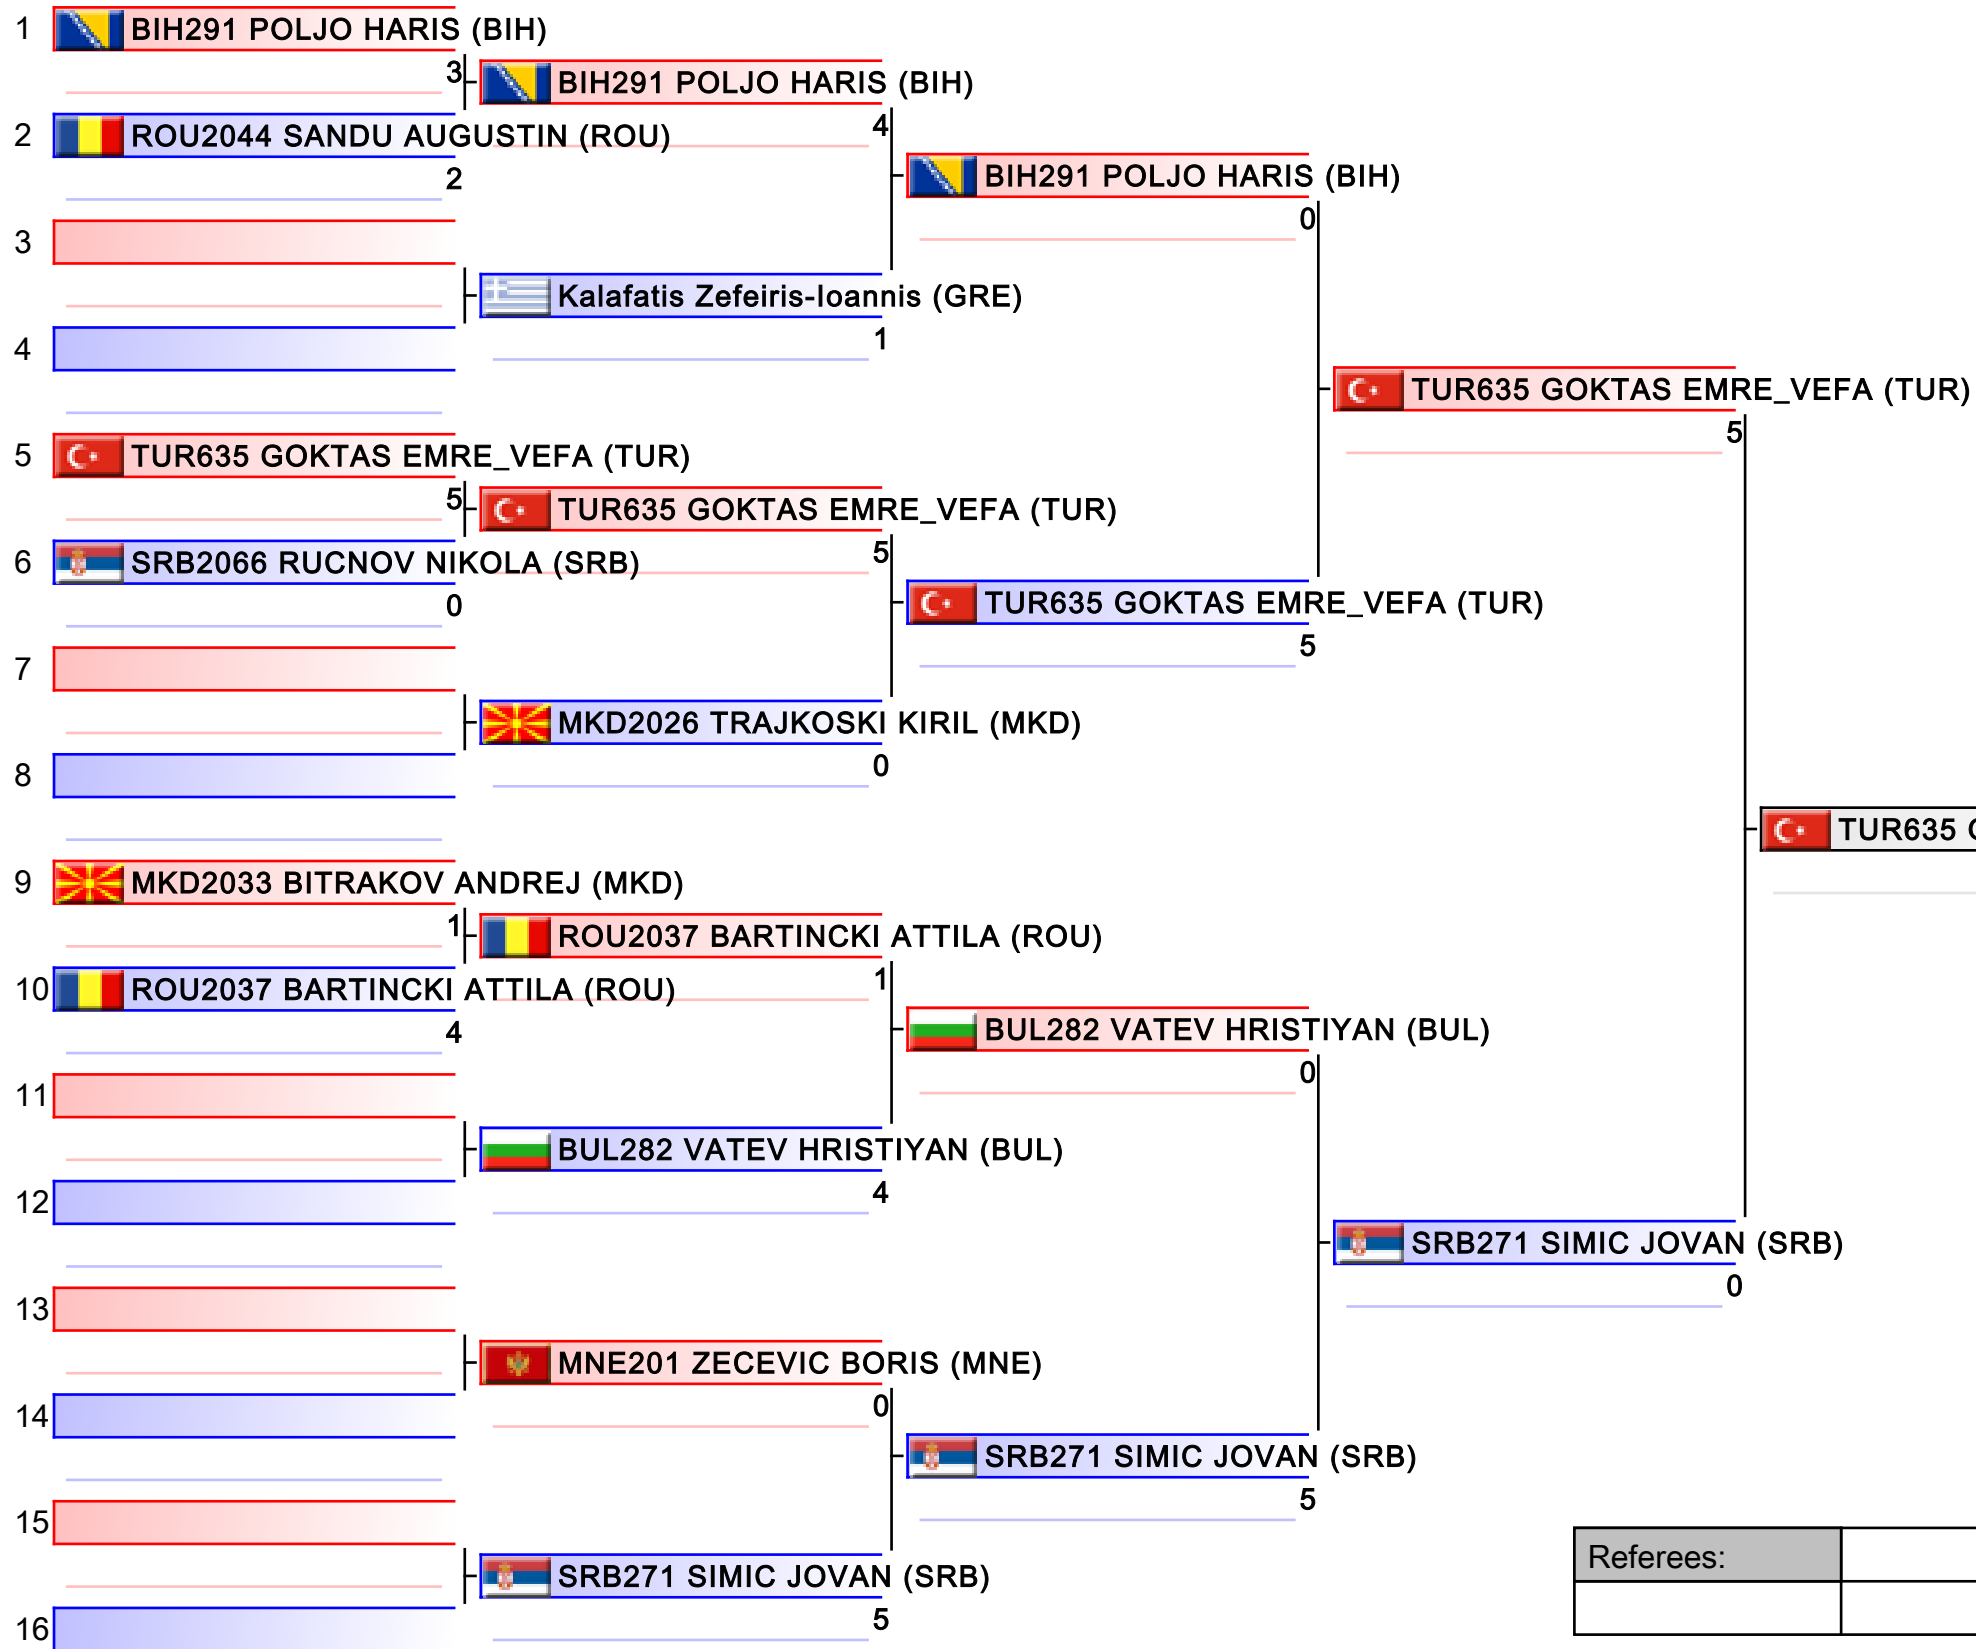 1 BIH291 POLJO HARIS (BIH)
3 BIH291 POLJO HARIS (BIH)
2 ROU2044 SANDU AUGUSTIN (ROU) 4
2 BIH291 POLJO HARIS (BIH)
0
3
Kalafatis Zefeiris-Ioannis (GRE)
1
4
TUR635 GOKTAS EMRE_VEFA (TUR)
5
5 TUR635 GOKTAS EMRE_VEFA (TUR)
5 TUR635 GOKTAS EMRE_VEFA (TUR)
6 SRB2066 RUCNOV NIKOLA (SRB) 5
0 TUR635 GOKTAS EMRE_VEFA (TUR)
5
7
MKD2026 TRAJKOSKI KIRIL (MKD)
0
8
TUR635
9 MKD2033 BITRAKOV ANDREJ (MKD)
1 ROU2037 BARTINCKI ATTILA (ROU)
10 ROU2037 BARTINCKI ATTILA (ROU) 1
4 BUL282 VATEV HRISTIYAN (BUL)
0
11
BUL282 VATEV HRISTIYAN (BUL)
4
12
SRB271 SIMIC JOVAN (SRB)
0
13
MNE201 ZECEVIC BORIS (MNE)
0
14
SRB271 SIMIC JOVAN (SRB)
5
15
Referees:
SRB271 SIMIC JOVAN (SRB)
5
16